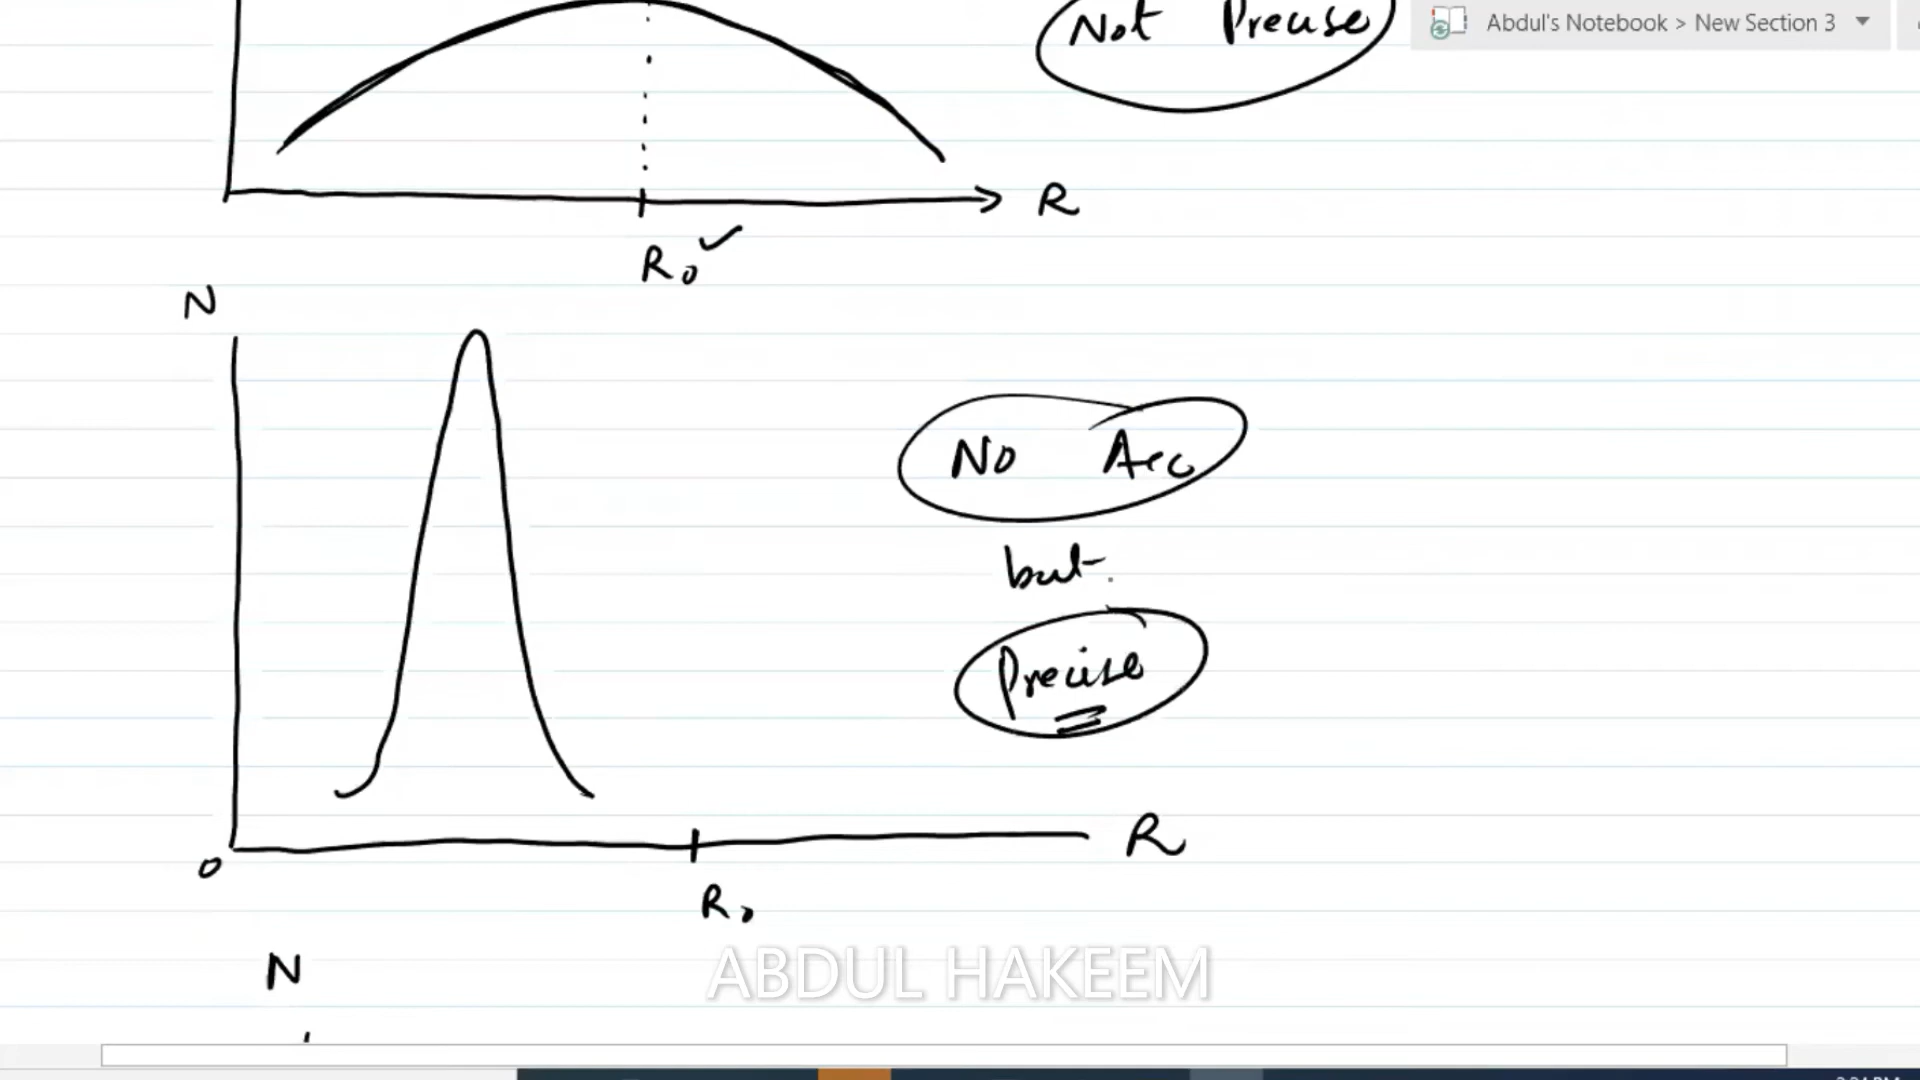 Not Precise
Abdul's Notebook > New Section 3
R
R₀ ✓
N
No Acc
but
Precise
R
0
R₀
N
ABDUL HAKEEM